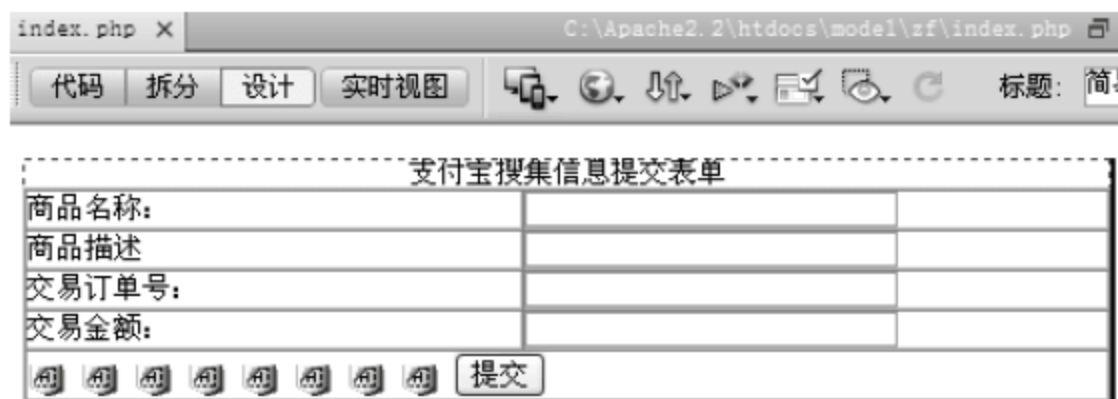 index.php X C:\Apache2.2\htdocs\model\zf\index.php
代码 拆分 设计 实时视图 标题: 简
支付宝搜集信息提交表单
商品名称:
商品描述
交易订单号:
交易金额:
提交